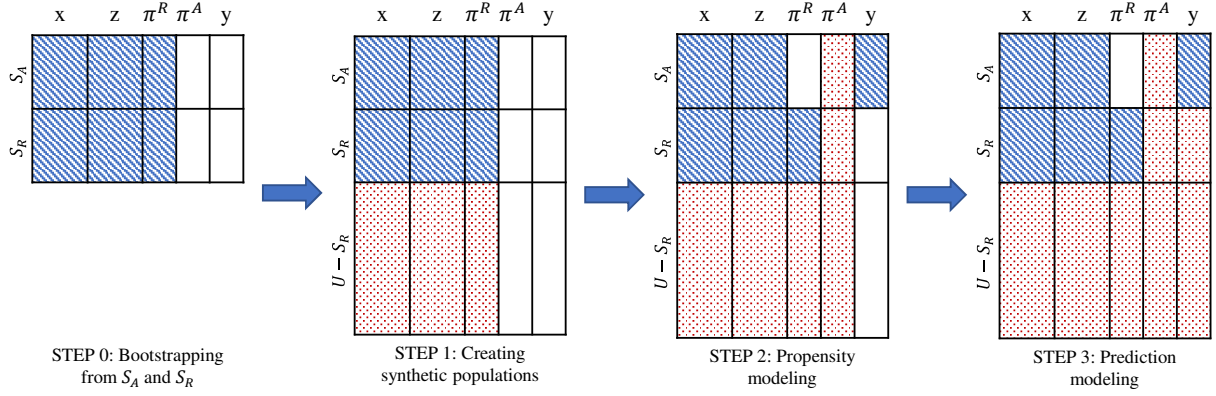 x z π^R π^A y
S_A
S_R
STEP 0: Bootstrapping
from S_A and S_R
x z π^R π^A y
S_A
S_R
U − S_R
STEP 1: Creating
synthetic populations
x z π^R π^A y
S_A
S_R
U − S_R
STEP 2: Propensity
modeling
x z π^R π^A y
S_A
S_R
U − S_R
STEP 3: Prediction
modeling